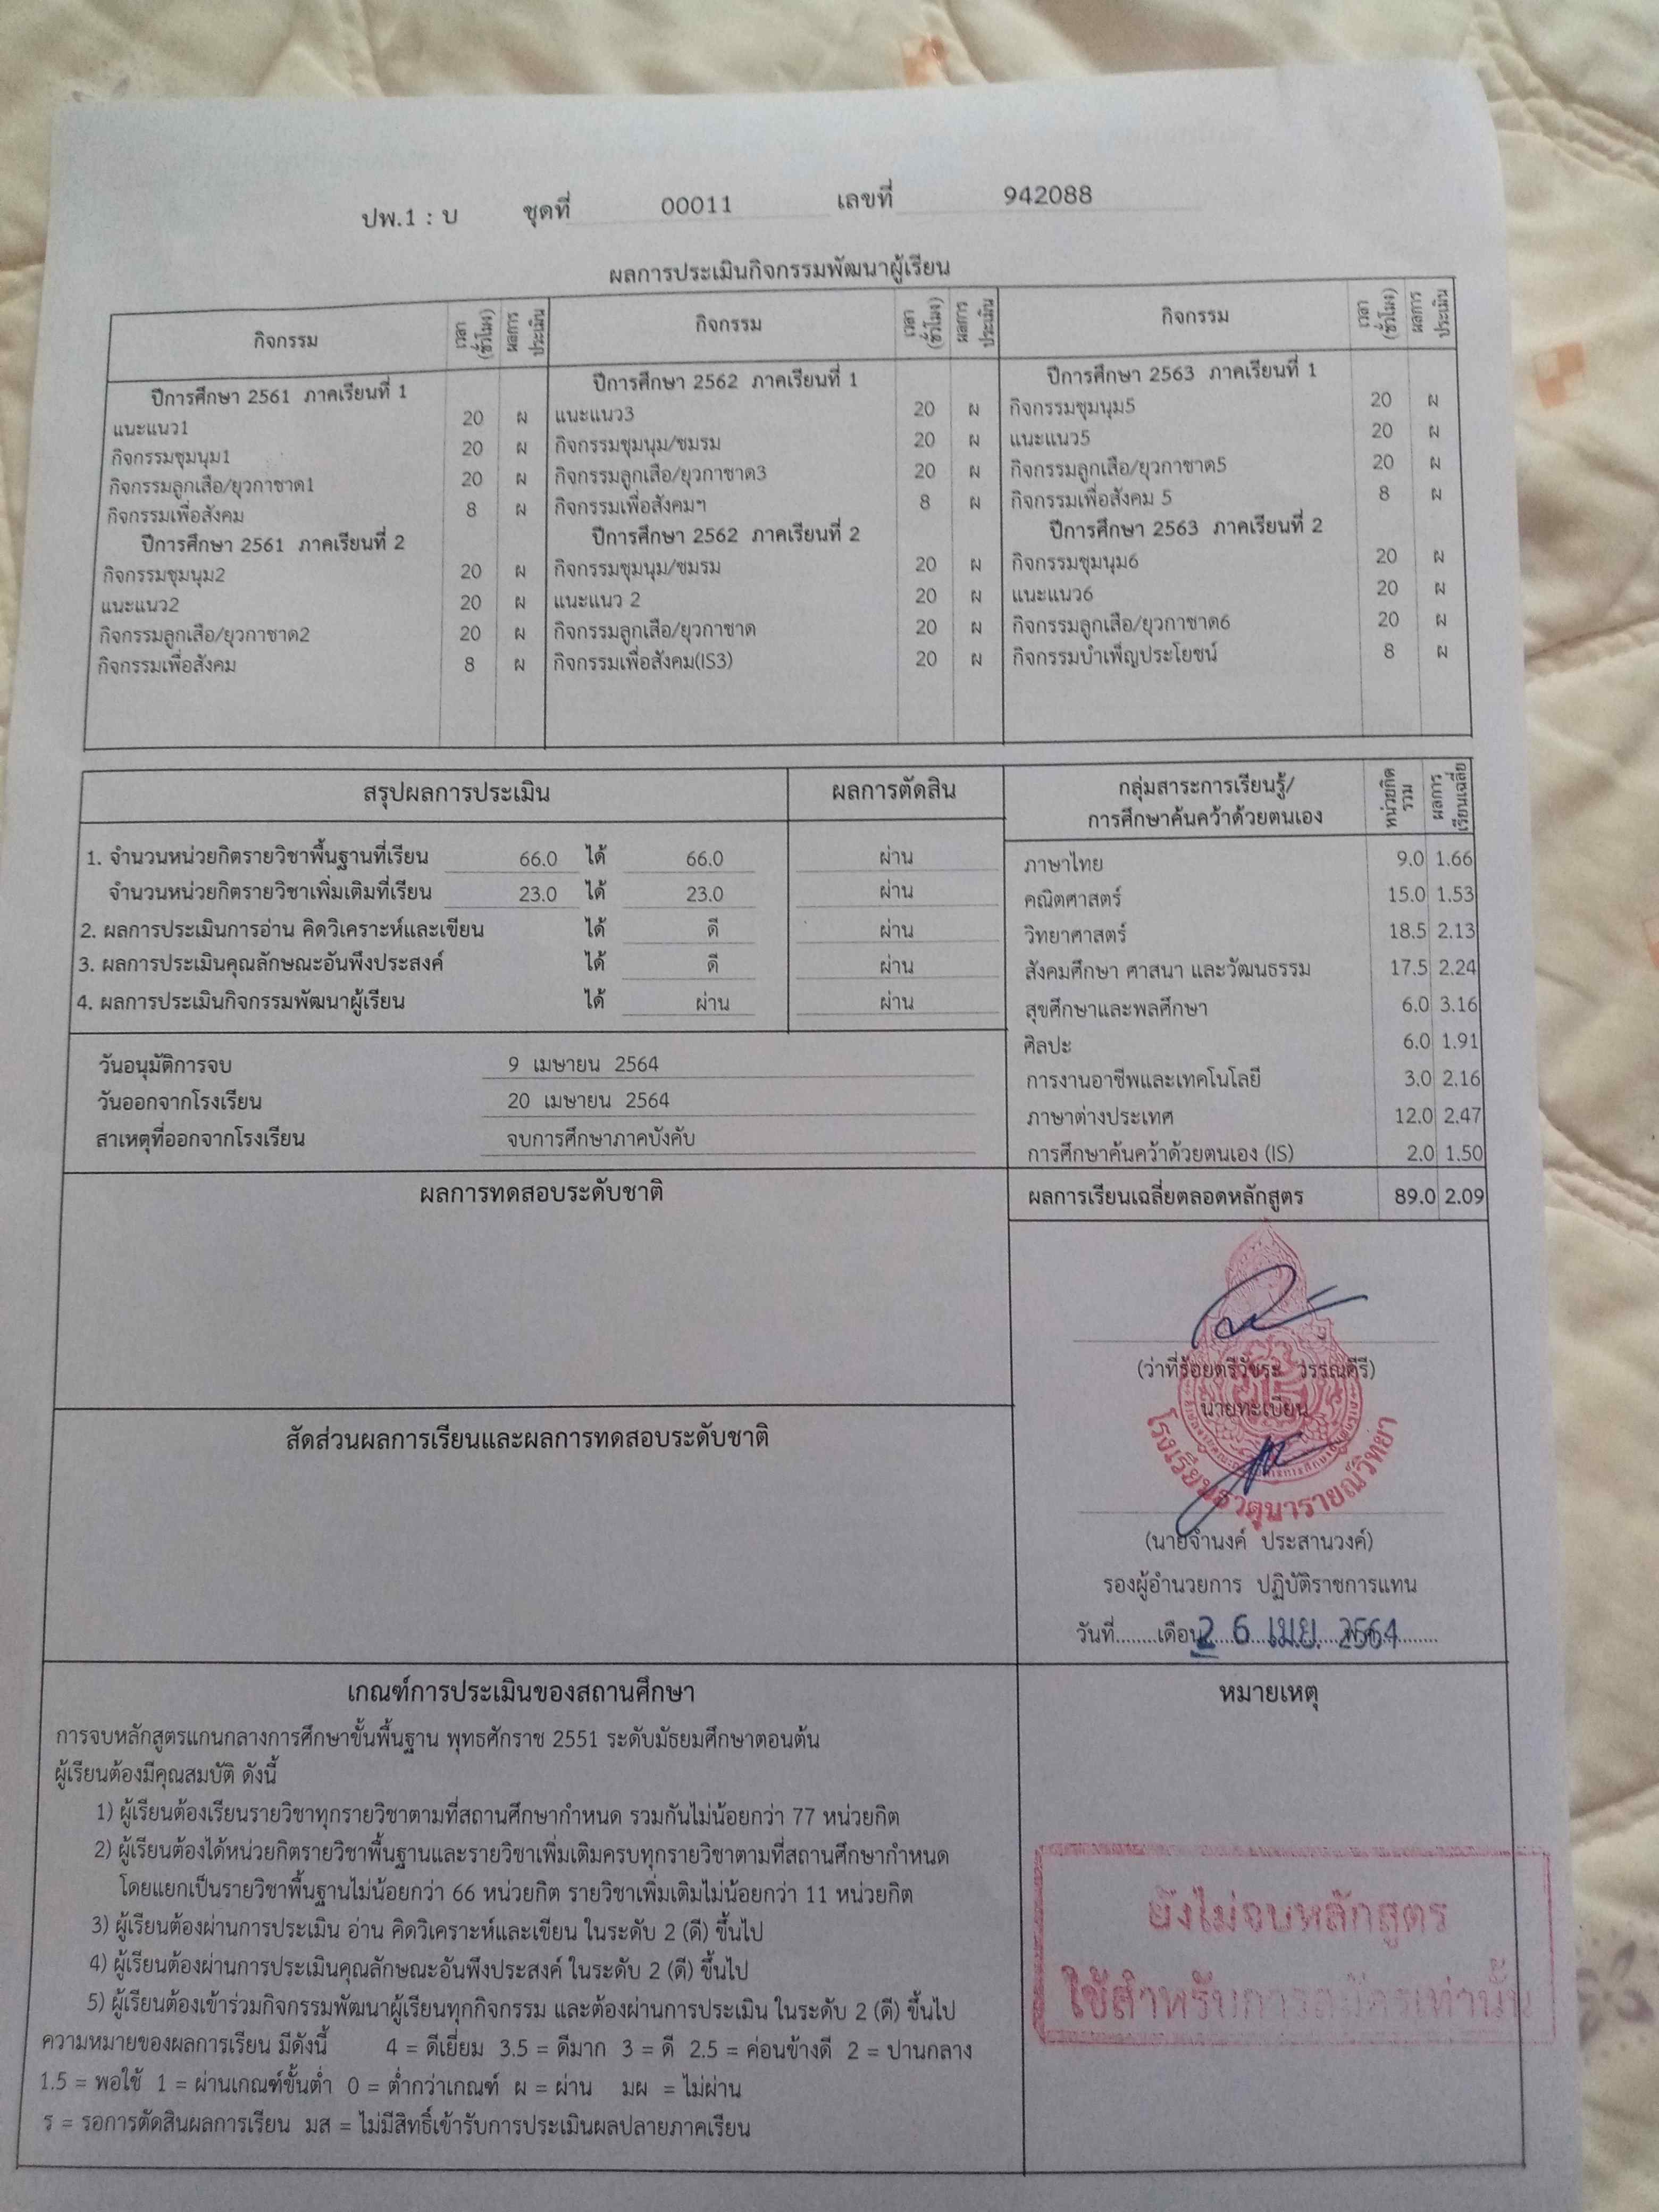 ปพ.1 : บ ชุดที่ 00011 เลขที่ 942088
ผลการประเมินกิจกรรมพัฒนาผู้เรียน
กิจกรรม เวลา (ชั่วโมง) ผลการประเมิน กิจกรรม เวลา (ชั่วโมง) ผลการประเมิน กิจกรรม เวลา (ชั่วโมง) ผลการประเมิน
ปีการศึกษา 2561 ภาคเรียนที่ 1 ปีการศึกษา 2562 ภาคเรียนที่ 1 ปีการศึกษา 2563 ภาคเรียนที่ 1
แนะแนว1 20 ผ แนะแนว3 20 ผ กิจกรรมชุมนุม5 20 ผ
กิจกรรมชุมนุม1 20 ผ กิจกรรมชุมนุม/ชมรม 20 ผ แนะแนว5 20 ผ
กิจกรรมลูกเสือ/ยุวกาชาด1 20 ผ กิจกรรมลูกเสือ/ยุวกาชาด3 20 ผ กิจกรรมลูกเสือ/ยุวกาชาด5 20 ผ
กิจกรรมเพื่อสังคม 8 ผ กิจกรรมเพื่อสังคมฯ 8 ผ กิจกรรมเพื่อสังคม 5 8 ผ
ปีการศึกษา 2561 ภาคเรียนที่ 2 ปีการศึกษา 2562 ภาคเรียนที่ 2 ปีการศึกษา 2563 ภาคเรียนที่ 2
กิจกรรมชุมนุม2 20 ผ กิจกรรมชุมนุม/ชมรม 20 ผ กิจกรรมชุมนุม6 20 ผ
แนะแนว2 20 ผ แนะแนว 2 20 ผ แนะแนว6 20 ผ
กิจกรรมลูกเสือ/ยุวกาชาด2 20 ผ กิจกรรมลูกเสือ/ยุวกาชาด 20 ผ กิจกรรมลูกเสือ/ยุวกาชาด6 20 ผ
กิจกรรมเพื่อสังคม 8 ผ กิจกรรมเพื่อสังคม(IS3) 20 ผ กิจกรรมบำเพ็ญประโยชน์ 8 ผ
สรุปผลการประเมิน ผลการตัดสิน
1. จำนวนหน่วยกิตรายวิชาพื้นฐานที่เรียน 66.0 ได้ 66.0 ผ่าน
จำนวนหน่วยกิตรายวิชาเพิ่มเติมที่เรียน 23.0 ได้ 23.0 ผ่าน
2. ผลการประเมินการอ่าน คิดวิเคราะห์และเขียน ได้ ดี ผ่าน
3. ผลการประเมินคุณลักษณะอันพึงประสงค์ ได้ ดี ผ่าน
4. ผลการประเมินกิจกรรมพัฒนาผู้เรียน ได้ ผ่าน ผ่าน
วันอนุมัติการจบ 9 เมษายน 2564
วันออกจากโรงเรียน 20 เมษายน 2564
สาเหตุที่ออกจากโรงเรียน จบการศึกษาภาคบังคับ
กลุ่มสาระการเรียนรู้/
การศึกษาค้นคว้าด้วยตนเอง หน่วยกิตรวม ผลการเรียนเฉลี่ย
ภาษาไทย 9.0 1.66
คณิตศาสตร์ 15.0 1.53
วิทยาศาสตร์ 18.5 2.13
สังคมศึกษา ศาสนา และวัฒนธรรม 17.5 2.24
สุขศึกษาและพลศึกษา 6.0 3.16
ศิลปะ 6.0 1.91
การงานอาชีพและเทคโนโลยี 3.0 2.16
ภาษาต่างประเทศ 12.0 2.47
การศึกษาค้นคว้าด้วยตนเอง (IS) 2.0 1.50
ผลการเรียนเฉลี่ยตลอดหลักสูตร 89.0 2.09
ผลการทดสอบระดับชาติ
สัดส่วนผลการเรียนและผลการทดสอบระดับชาติ
(ว่าที่ร้อยตรีวัชระ วรรณคีรี)
นายทะเบียน
โรงเรียนธาตุนารายณ์วิทยา
(นายจำนงค์ ประสานวงค์)
รองผู้อำนวยการ ปฏิบัติราชการแทน
วันที่........เดือน 2 6 เม.ย. 2564
เกณฑ์การประเมินของสถานศึกษา
การจบหลักสูตรแกนกลางการศึกษาขั้นพื้นฐาน พุทธศักราช 2551 ระดับมัธยมศึกษาตอนต้น
ผู้เรียนต้องมีคุณสมบัติ ดังนี้
1) ผู้เรียนต้องเรียนรายวิชาทุกรายวิชาตามที่สถานศึกษากำหนด รวมกันไม่น้อยกว่า 77 หน่วยกิต
2) ผู้เรียนต้องได้หน่วยกิตรายวิชาพื้นฐานและรายวิชาเพิ่มเติมครบทุกรายวิชาตามที่สถานศึกษากำหนด
โดยแยกเป็นรายวิชาพื้นฐานไม่น้อยกว่า 66 หน่วยกิต รายวิชาเพิ่มเติมไม่น้อยกว่า 11 หน่วยกิต
3) ผู้เรียนต้องผ่านการประเมิน อ่าน คิดวิเคราะห์และเขียน ในระดับ 2 (ดี) ขึ้นไป
4) ผู้เรียนต้องผ่านการประเมินคุณลักษณะอันพึงประสงค์ ในระดับ 2 (ดี) ขึ้นไป
5) ผู้เรียนต้องเข้าร่วมกิจกรรมพัฒนาผู้เรียนทุกกิจกรรม และต้องผ่านการประเมิน ในระดับ 2 (ดี) ขึ้นไป
ความหมายของผลการเรียน มีดังนี้ 4 = ดีเยี่ยม 3.5 = ดีมาก 3 = ดี 2.5 = ค่อนข้างดี 2 = ปานกลาง
1.5 = พอใช้ 1 = ผ่านเกณฑ์ขั้นต่ำ 0 = ต่ำกว่าเกณฑ์ ผ = ผ่าน มผ = ไม่ผ่าน
ร = รอการตัดสินผลการเรียน มส = ไม่มีสิทธิ์เข้ารับการประเมินผลปลายภาคเรียน
หมายเหตุ
ยังไม่จบหลักสูตร
ใช้สำหรับการสมัครเท่านั้น